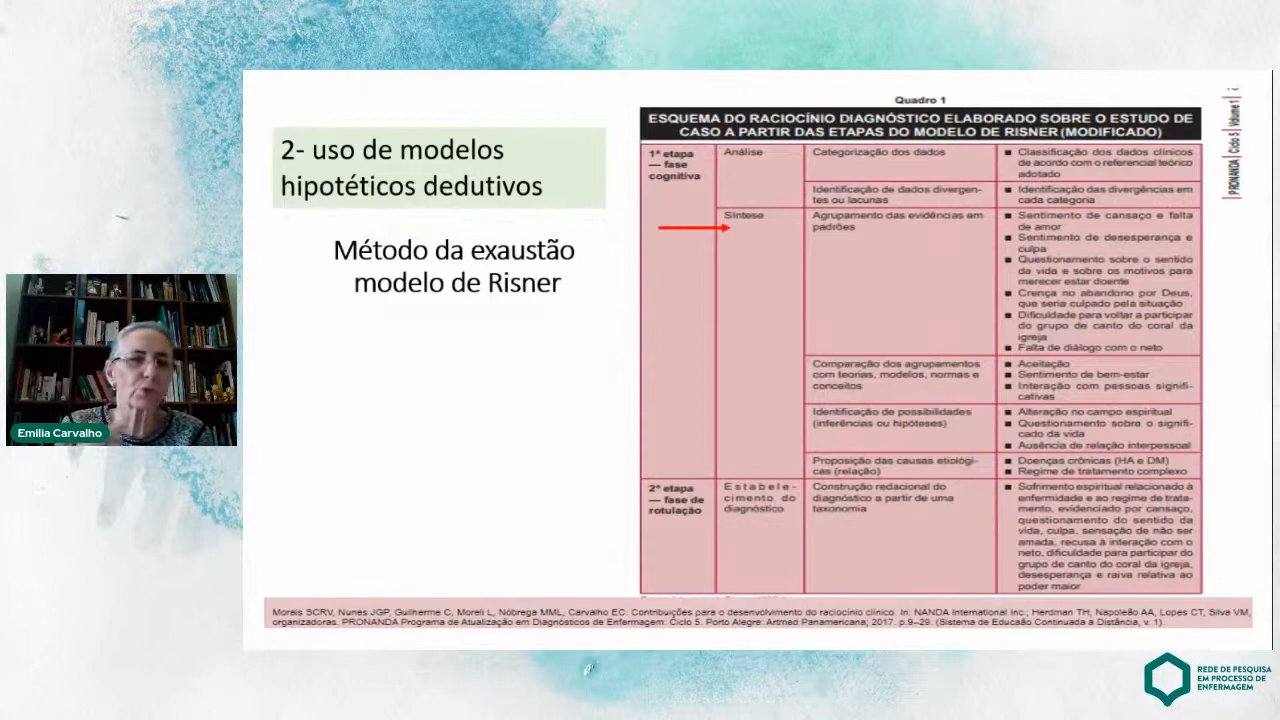 2- uso de modelos
hipotéticos dedutivos
Método da exaustão
modelo de Risner
Emilia Carvalho
Quadro 1
ESQUEMA DO RACIOCÍNIO DIAGNÓSTICO ELABORADO SOBRE O ESTUDO DE
CASO A PARTIR DAS ETAPAS DO MODELO DE RISNER (MODIFICADO)
1ª etapa
— fase
cognitiva
Análise
Categorização dos dados
Classificação dos dados clínicos
de acordo com o referencial teórico
adotado
Identificação de dados divergen-
tes ou lacunas
Identificação das divergências em
cada categoria
Síntese
Agrupamento das evidências em
padrões
Sentimento de cansaço e falta
de amor
Sentimento de desesperança e
culpa
Questionamento sobre o sentido
da vida e sobre os motivos para
merecer estar doente
Crença no abandono por Deus,
que seria culpado pela situação
Dificuldade para voltar a participar
do grupo de canto do coral da
igreja
Falta de diálogo com o neto
Comparação dos agrupamentos
com teorias, modelos, normas e
conceitos
Aceitação
Sentimento de bem-estar
Interação com pessoas signifi-
cativas
Identificação de possibilidades
(inferências ou hipóteses)
Alteração no campo espiritual
Questionamento sobre o signifi-
cado da vida
Ausência de relação interpessoal
Proposição das causas etiológi-
cas (relação)
Doenças crônicas (HA e DM)
Regime de tratamento complexo
2ª etapa
— fase de
rotulação
Estabele-
cimento do
diagnóstico
Construção redacional do
diagnóstico a partir de uma
taxonomia
Sofrimento espiritual relacionado à
enfermidade e ao regime de trata-
mento, evidenciado por cansaço,
questionamento do sentido da
vida, culpa, sensação de não ser
amada, recusa à interação com o
neto, dificuldade para participar do
grupo de canto do coral da igreja,
desesperança e raiva relativa ao
poder maior
PRONANDA | Ciclo 5 | Volume 1 |
Morais SCRV, Nunes JGP, Guilherme C, Moreli L, Nóbrega MML, Carvalho EC. Contribuições para o desenvolvimento do raciocínio clínico. In: NANDA International Inc.; Herdman TH, Napoleão AA, Lopes CT, Silva VM,
organizadoras. PRONANDA Programa de Atualização em Diagnósticos de Enfermagem: Ciclo 5. Porto Alegre: Artmed Panamericana; 2017. p.9–29. (Sistema de Educaão Continuada a Distância, v. 1).
REDE DE PESQUISA
EM PROCESSO DE
ENFERMAGEM